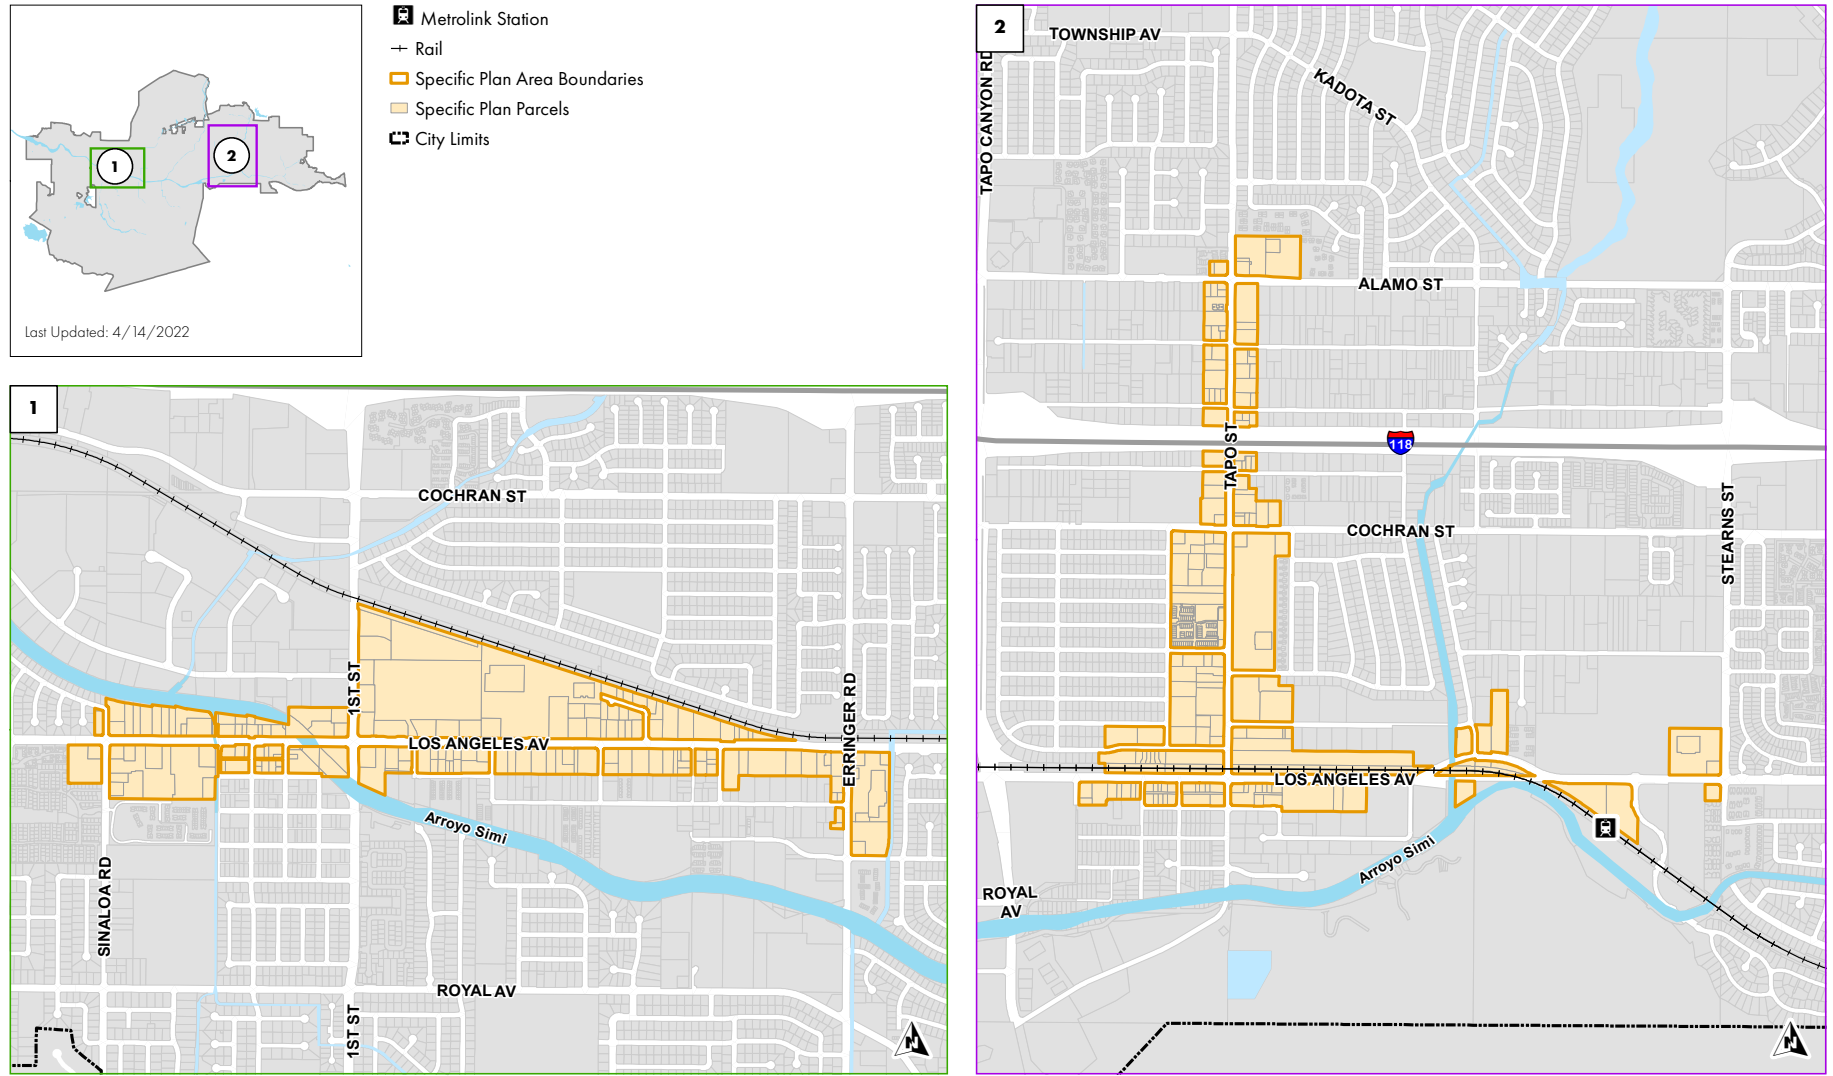 1
2
Last Updated: 4/14/2022
Metrolink Station
Rail
Specific Plan Area Boundaries
Specific Plan Parcels
City Limits
1
COCHRAN ST
1ST ST
LOS ANGELES AV
ERRINGER RD
Arroyo Simi
SINALOA RD
ROYAL AV
1ST ST
N
2
TOWNSHIP AV
TAPO CANYON RD
KADOTA ST
ALAMO ST
TAPO ST
118
COCHRAN ST
STEARNS ST
LOS ANGELES AV
Arroyo Simi
ROYAL
AV
N